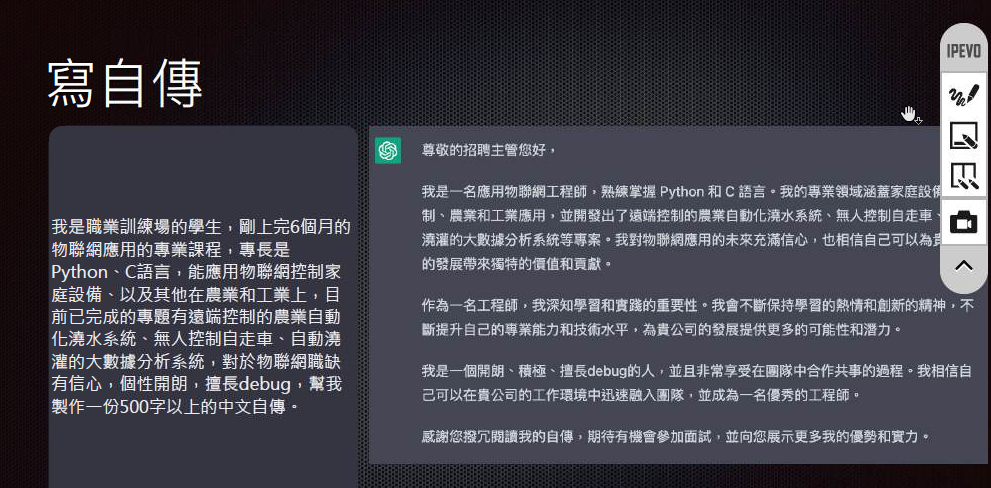 寫自傳
我是職業訓練場的學生，剛上完6個月的
物聯網應用的專業課程，專長是
Python、C語言，能應用物聯網控制家
庭設備、以及其他在農業和工業上，目
前已完成的專題有遠端控制的農業自動
化澆水系統、無人控制自走車、自動澆
灌的大數據分析系統，對於物聯網職缺
有信心，個性開朗，擅長debug，幫我
製作一份500字以上的中文自傳。
尊敬的招聘主管您好，
我是一名應用物聯網工程師，熟練掌握 Python 和 C 語言。我的專業領域涵蓋家庭設
制、農業和工業應用，並開發出了遠端控制的農業自動化澆水系統、無人控制自走車、
澆灌的大數據分析系統等專案。我對物聯網應用的未來充滿信心，也相信自己可以為
的發展帶來獨特的價值和貢獻。
作為一名工程師，我深知學習和實踐的重要性。我會不斷保持學習的熱情和創新的精神，不
斷提升自己的專業能力和技術水平，為貴公司的發展提供更多的可能性和潛力。
我是一個開朗、積極、擅長debug的人，並且非常享受在團隊中合作共事的過程。我相信自
己可以在貴公司的工作環境中迅速融入團隊，並成為一名優秀的工程師。
感謝您撥冗閱讀我的自傳，期待有機會參加面試，並向您展示更多我的優勢和實力。
IPEVO